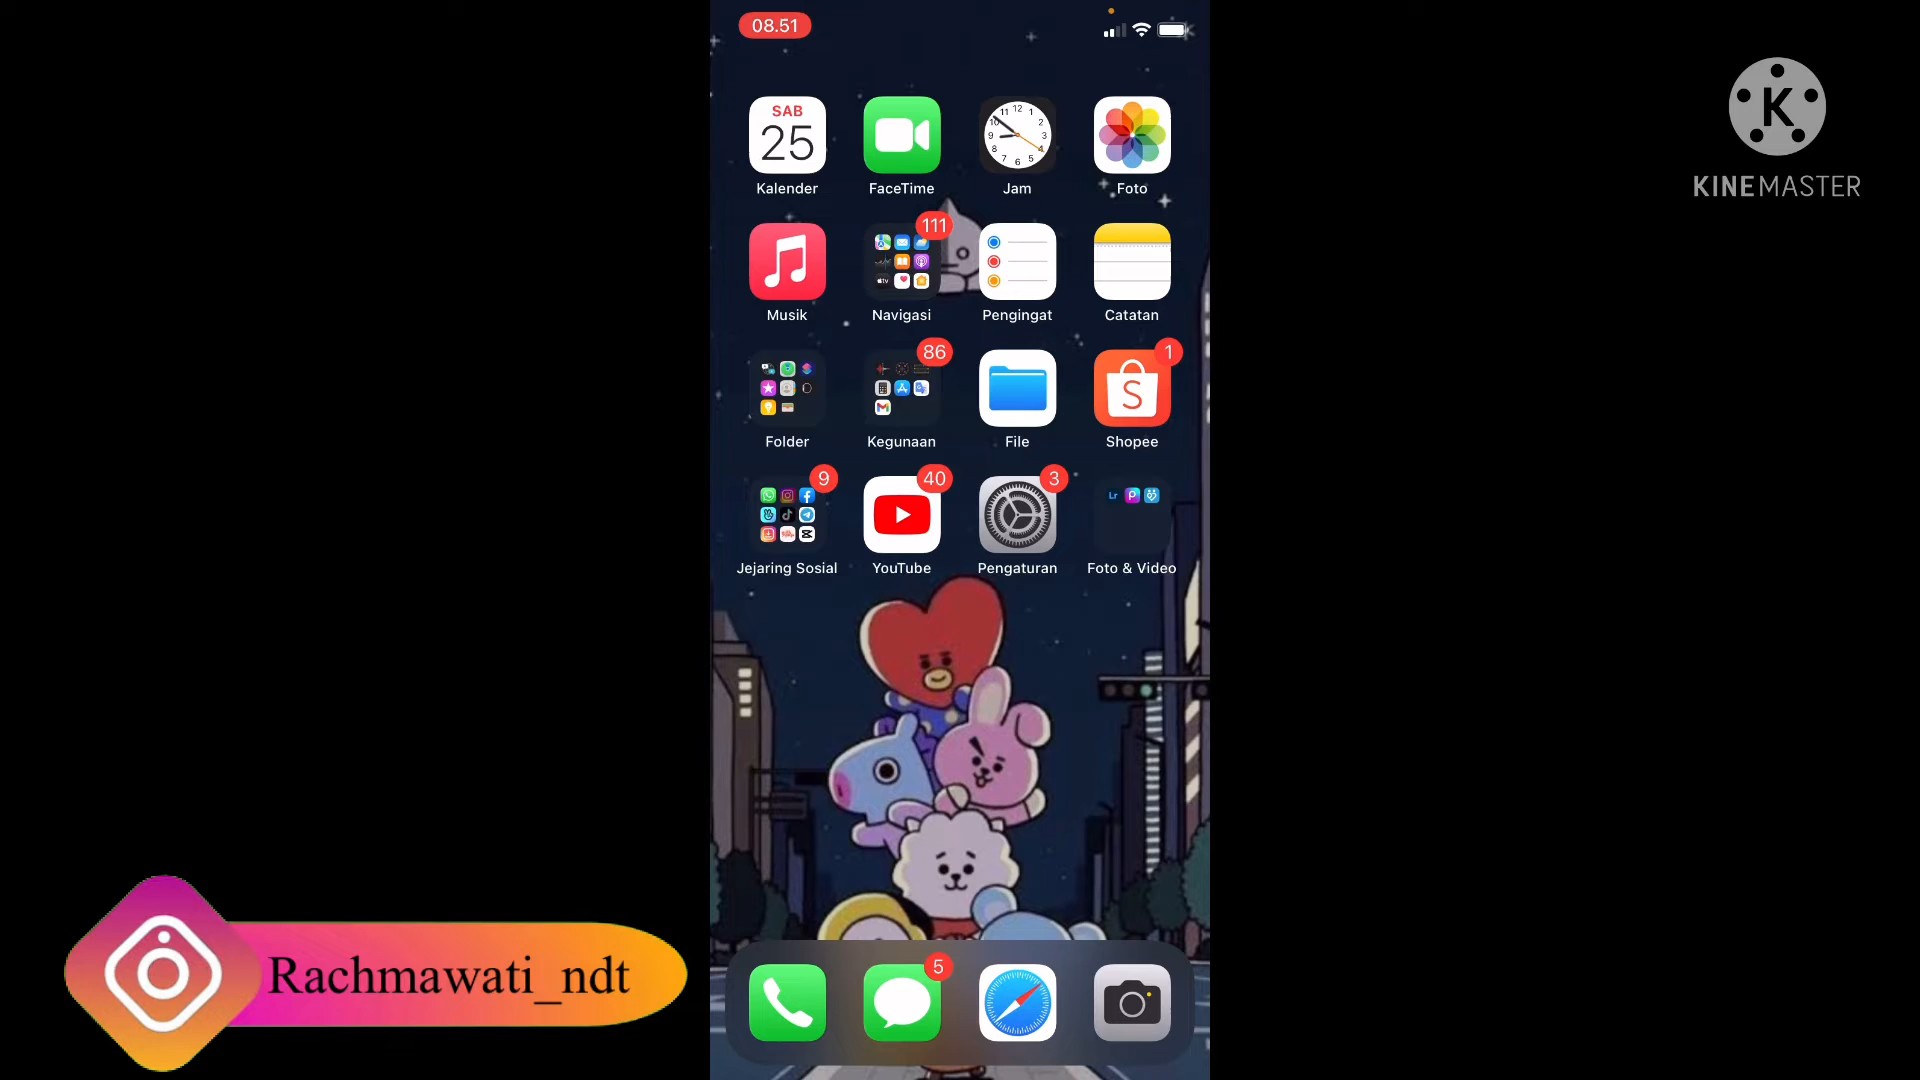 08.51
SAB
25
Kalender
FaceTime
Jam
Foto
Musik
111
Navigasi
Pengingat
Catatan
Folder
86
Kegunaan
File
1
Shopee
9
Jejaring Sosial
40
YouTube
3
Pengaturan
Lr
Foto & Video
5
Rachmawati_ndt
K
KINEMASTER